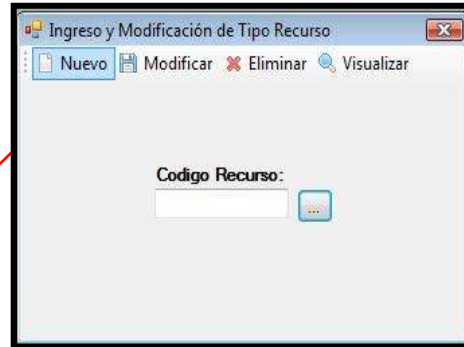 Ingreso y Modificación de Tipo Recurso
Nuevo Modificar Eliminar Visualizar
Codigo Recurso:
...